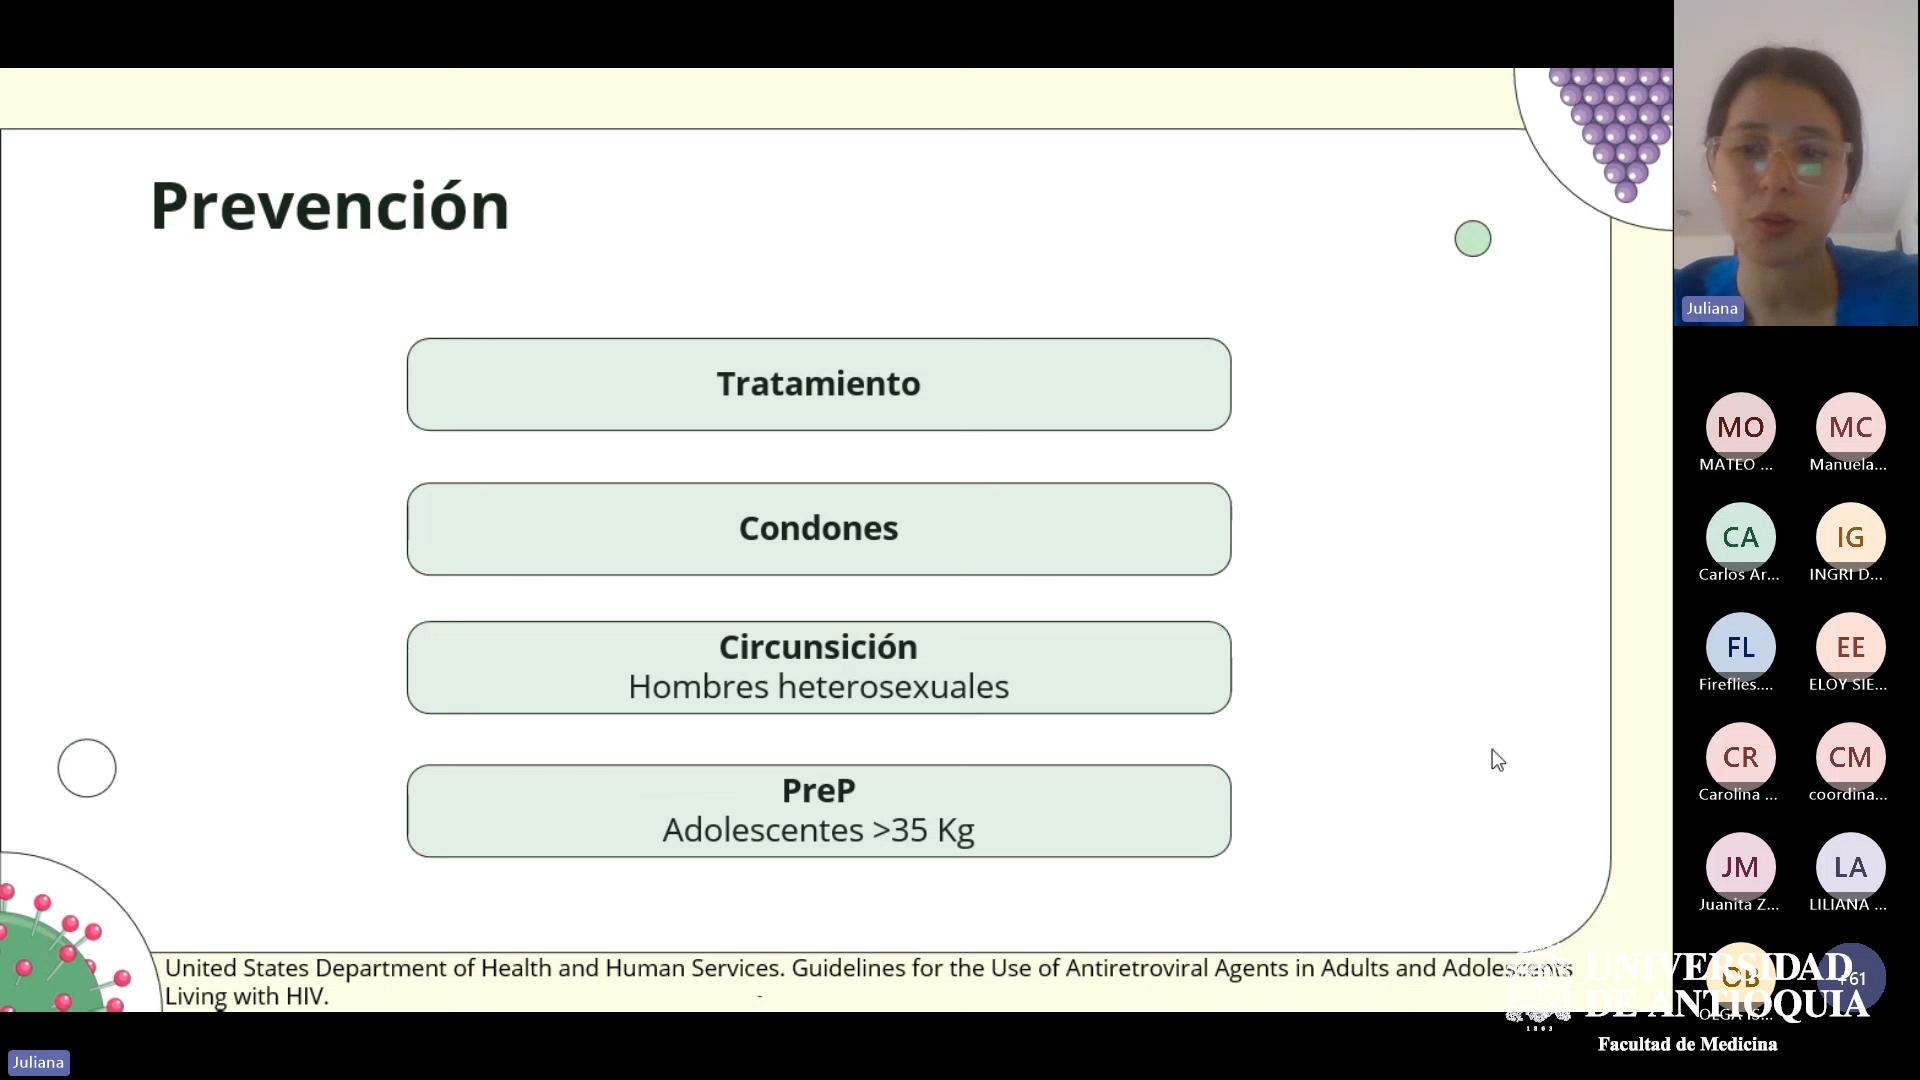 Prevención
Tratamiento
Condones
Circunsición
Hombres heterosexuales
PreP
Adolescentes >35 Kg
United States Department of Health and Human Services. Guidelines for the Use of Antiretroviral Agents in Adults and Adolescents
Living with HIV.
Juliana
MO
MATEO ...
MC
Manuela...
CA
Carlos Ar...
IG
INGRI D...
FL
Fireflies....
EE
ELOY SIE...
CR
Carolina ...
CM
coordina...
JM
Juanita Z...
LA
LILIANA ...
OB
+61
UNIVERSIDAD
DE ANTIOQUIA
1803
Facultad de Medicina
Juliana